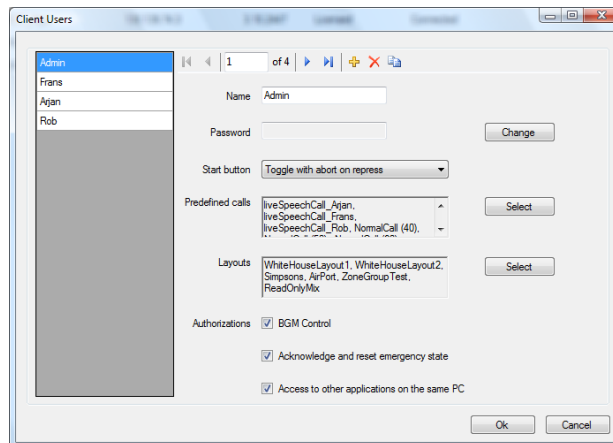 Client Users
Admin
Frans
Arjan
Rob
1 of 4
Name Admin
Password Change
Start button Toggle with abort on repress
Predefined calls liveSpeechCall_Arjan,
liveSpeechCall_Frans,
liveSpeechCall_Rob, NormalCall (40),
Select
Layouts WhiteHouseLayout1, WhiteHouseLayout2,
Simpsons, AirPort, ZoneGroupTest,
ReadOnlyMix
Select
Authorizations BGM Control
Acknowledge and reset emergency state
Access to other applications on the same PC
Ok Cancel